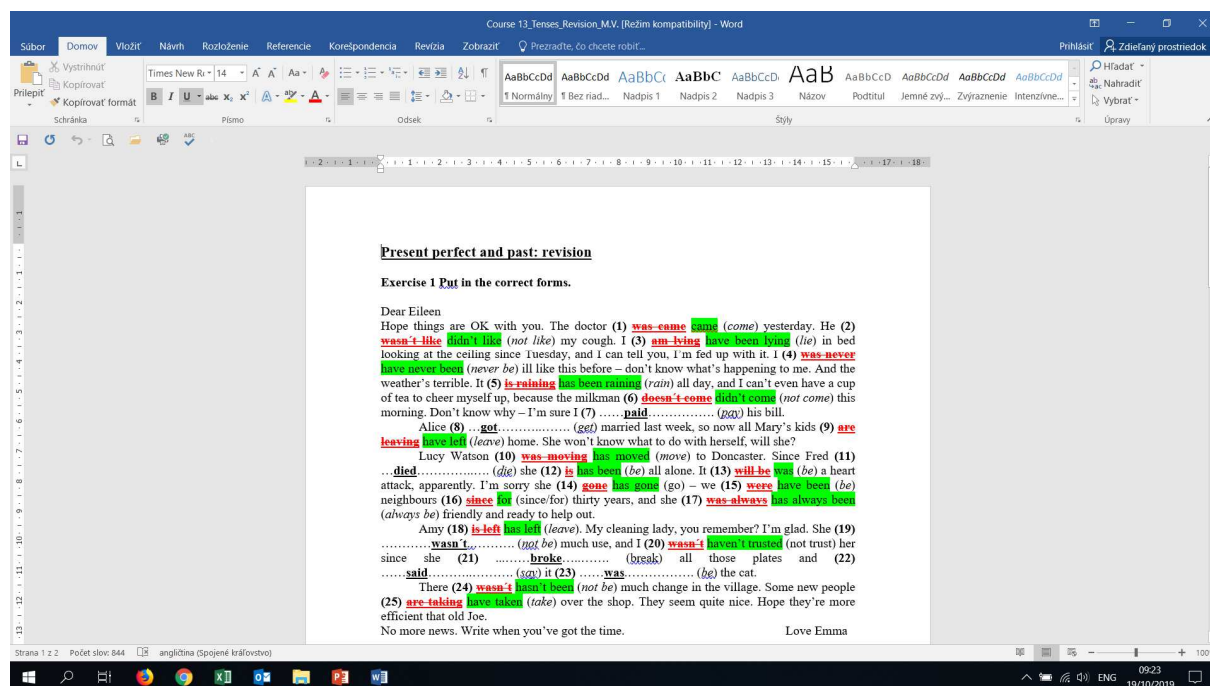 Course 13_Tenses_Revision_M.V. [Režim kompatibility] - Word
Súbor Domov Vložiť Návrh Rozloženie Referencie Korešpondencia Revízia Zobraziť Prezraďte, čo chcete robiť... Prihlásiť Zdieľaný prostriedok
Prilepiť
Vystrihnúť
Kopírovať
Kopírovať formát
Schránka
Times New Ro 14
B I U abc x₂ x²
Písmo
Odsek
AaBbCcDd AaBbCcDd AaBbCc AaBbC AaBbCcD AaB AaBbCcD AaBbCcDd AaBbCcDd AaBbCcDd
¶ Normálny ¶ Bez riad... Nadpis 1 Nadpis 2 Nadpis 3 Názov Podtitul Jemné zvý... Zvýraznenie Intenzívne...
Štýly
Hľadať
Nahradiť
Vybrať
Úpravy
Present perfect and past: revision
Exercise 1 Put in the correct forms.
Dear Eileen
Hope things are OK with you. The doctor (1) was came came (come) yesterday. He (2)
wasn´t like didn't like (not like) my cough. I (3) am lying have been lying (lie) in bed
looking at the ceiling since Tuesday, and I can tell you, I'm fed up with it. I (4) was never
have never been (never be) ill like this before – don't know what's happening to me. And the
weather's terrible. It (5) is raining has been raining (rain) all day, and I can't even have a cup
of tea to cheer myself up, because the milkman (6) doesn´t come didn't come (not come) this
morning. Don't know why – I'm sure I (7) ……paid……………. (pay) his bill.
Alice (8) …got………..……. (get) married last week, so now all Mary's kids (9) are
leaving have left (leave) home. She won't know what to do with herself, will she?
Lucy Watson (10) was moving has moved (move) to Doncaster. Since Fred (11)
…died…………..…. (die) she (12) is has been (be) all alone. It (13) will be was (be) a heart
attack, apparently. I'm sorry she (14) gone has gone (go) – we (15) were have been (be)
neighbours (16) since for (since/for) thirty years, and she (17) was always has always been
(always be) friendly and ready to help out.
Amy (18) is left has left (leave). My cleaning lady, you remember? I'm glad. She (19)
…………wasn´t………… (not be) much use, and I (20) wasn´t haven't trusted (not trust) her
since she (21) ...……broke…..……. (break) all those plates and (22)
……said………..………. (say) it (23) ……was……………. (be) the cat.
There (24) wasn´t hasn't been (not be) much change in the village. Some new people
(25) are taking have taken (take) over the shop. They seem quite nice. Hope they're more
efficient that old Joe.
No more news. Write when you've got the time. Love Emma
Strana 1 z 2 Počet slov: 844 angličtina (Spojené kráľovstvo) 100
ENG 09:23
19/10/2019